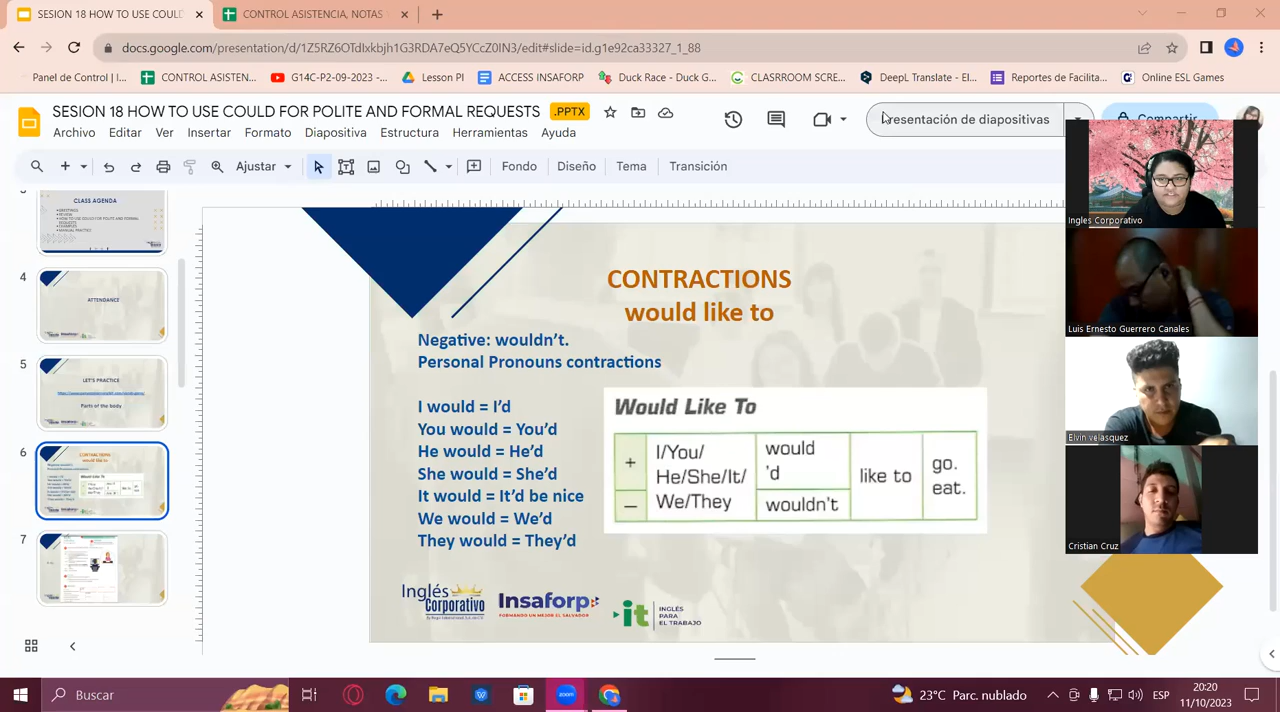 SESION 18 HOW TO USE COULD
CONTROL ASISTENCIA, NOTAS
docs.google.com/presentation/d/1Z5RZ6OTdlxkbjh1G3RDA7eQ5YCcZ0IN3/edit#slide=id.g1e92ca33327_1_88
Panel de Control | I...
CONTROL ASISTEN...
G14C-P2-09-2023 -...
Lesson Pl
ACCESS INSAFORP
Duck Race - Duck G...
CLASRROOM SCRE...
DeepL Translate - El...
Reportes de Facilita...
Online ESL Games
SESION 18 HOW TO USE COULD FOR POLITE AND FORMAL REQUESTS
.PPTX
Archivo Editar Ver Insertar Formato Diapositiva Estructura Herramientas Ayuda
Presentación de diapositivas
Compartir
Ajustar
Fondo Diseño Tema Transición
CLASS AGENDA
4
ATTENDANCE
5
LET'S PRACTICE
Parts of the body
6
7
CONTRACTIONS
would like to
Negative: wouldn't.
Personal Pronouns contractions
I would = I'd
You would = You'd
He would = He'd
She would = She'd
It would = It'd be nice
We would = We'd
They would = They'd
Would Like To
+
I/You/
He/She/It/
We/They
would
'd
like to
go.
eat.
–
wouldn't
Inglés
Corporativo
Insaforp
FORMANDO UN MEJOR EL SALVADOR
it
INGLÉS
PARA
EL TRABAJO
Ingles Corporativo
Luis Ernesto Guerrero Canales
Elvin velasquez
Cristian Cruz
Buscar
zoom
23°C Parc. nublado
ESP
20:20
11/10/2023